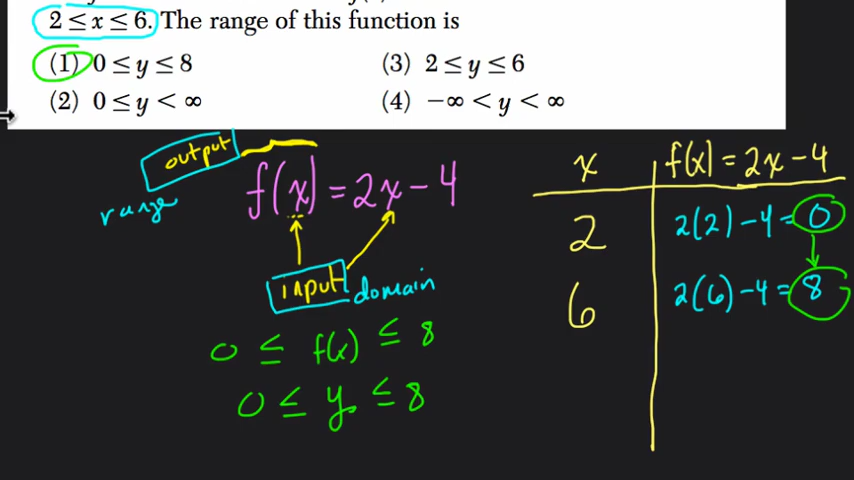 2 ≤ x ≤ 6. The range of this function is
(1) 0 ≤ y ≤ 8
(3) 2 ≤ y ≤ 6
(2) 0 ≤ y < ∞
(4) −∞ < y < ∞
output
range
f(x) = 2x − 4
input
domain
0 ≤ f(x) ≤ 8
0 ≤ y ≤ 8
x f(x) = 2x − 4
2 2(2) − 4 = 0
6 2(6) − 4 = 8